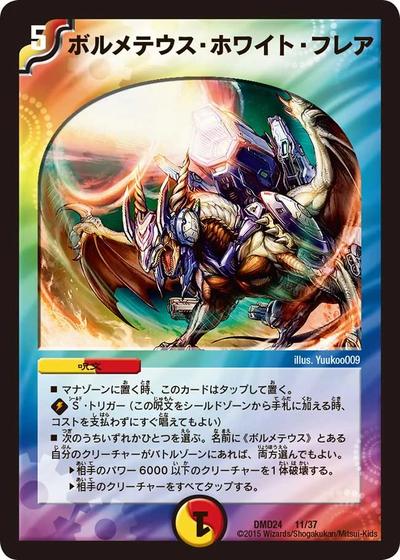 5 ボルメテウス・ホワイト・フレア
illus. Yuukoo009
呪文
■ マナゾーンに置く時、このカードはタップして置く。
■ S・トリガー（この呪文をシールドゾーンから手札に加える時、
コストを支払わずにすぐ唱えてもよい）
■ 次のうちいずれかひとつを選ぶ。名前に《ボルメテウス》とある
自分のクリーチャーがバトルゾーンにあれば、両方選んでもよい。
▶相手のパワー6000以下のクリーチャーを1体破壊する。
▶相手のクリーチャーをすべてタップする。
DMD24 11/37
©2015 Wizards/Shogakukan/Mitsui-Kids